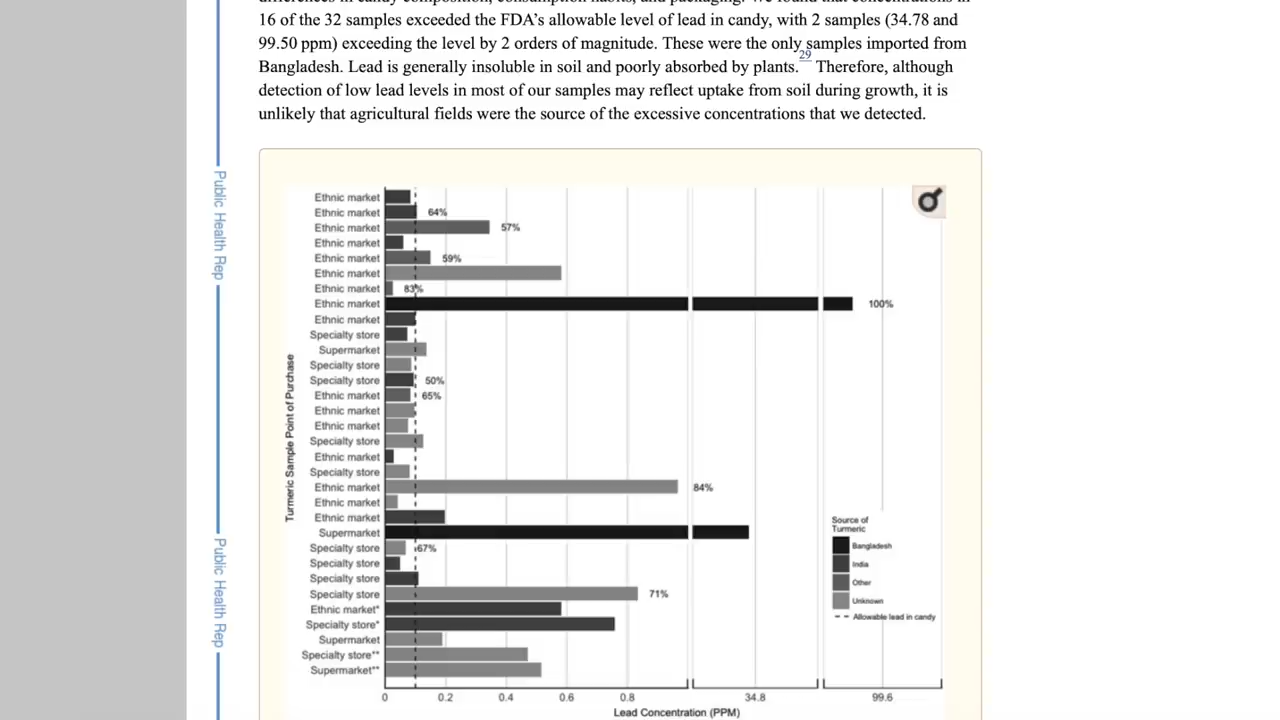 16 of the 32 samples exceeded the FDA's allowable level of lead in candy, with 2 samples (34.78 and
99.50 ppm) exceeding the level by 2 orders of magnitude. These were the only samples imported from
Bangladesh. Lead is generally insoluble in soil and poorly absorbed by plants.29 Therefore, although
detection of low lead levels in most of our samples may reflect uptake from soil during growth, it is
unlikely that agricultural fields were the source of the excessive concentrations that we detected.
Public Health Rep
Public Health Rep
Turmeric Sample Point of Purchase
Ethnic market
Ethnic market 64%
Ethnic market 57%
Ethnic market
Ethnic market 59%
Ethnic market
Ethnic market 83%
Ethnic market 100%
Ethnic market
Specialty store
Supermarket
Specialty store
Specialty store 50%
Ethnic market 65%
Ethnic market
Ethnic market
Specialty store
Ethnic market
Specialty store
Ethnic market 84%
Ethnic market
Ethnic market
Supermarket
Specialty store 67%
Specialty store
Specialty store
Specialty store 71%
Ethnic market*
Specialty store*
Supermarket
Specialty store**
Supermarket**
Source of
Turmeric
Bangladesh
India
Other
Unknown
Allowable lead in candy
0 0.2 0.4 0.6 0.8 34.8 99.6
Lead Concentration (PPM)